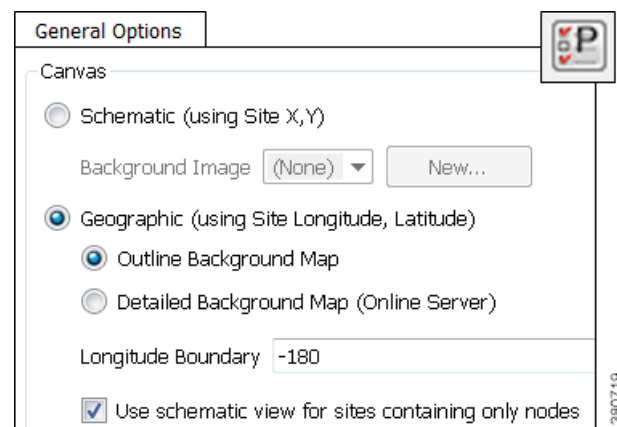 General Options
P
Canvas
Schematic (using Site X,Y)
Background Image (None) New...
Geographic (using Site Longitude, Latitude)
Outline Background Map
Detailed Background Map (Online Server)
Longitude Boundary -180
Use schematic view for sites containing only nodes
380719